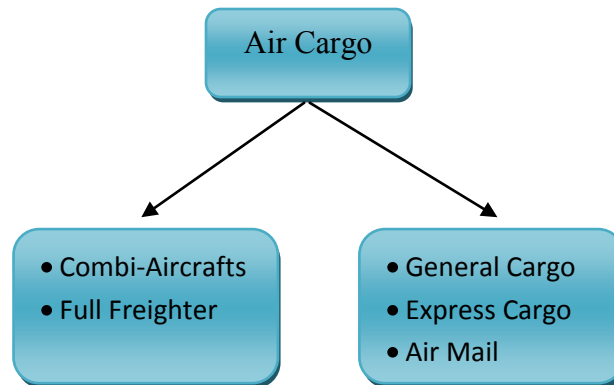 Air Cargo
• Combi-Aircrafts
• Full Freighter
• General Cargo
• Express Cargo
• Air Mail